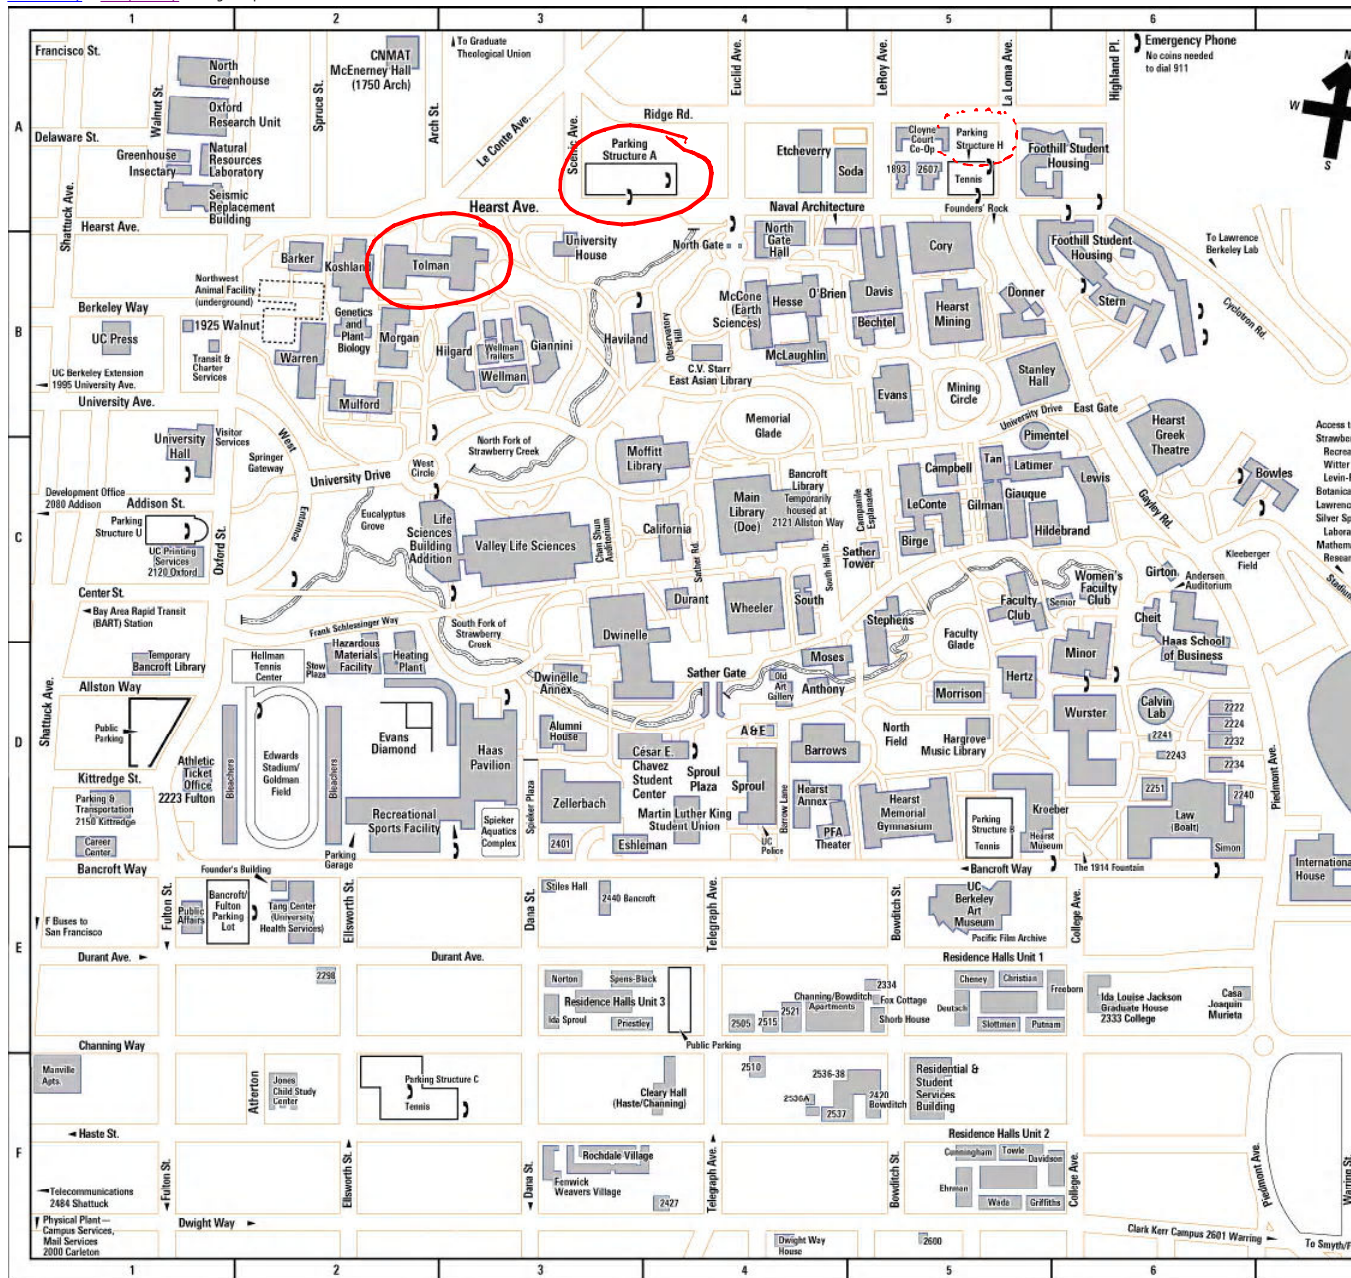 1 2 3 4 5 6
Francisco St.
North
Greenhouse
CNMAT
McEnerney Hall
(1750 Arch)
To Graduate
Theological Union
Emergency Phone
No coins needed
to dial 911
N
W
S
Walnut St.
Spruce St.
Arch St.
Euclid Ave.
LeRoy Ave.
La Loma Ave.
Highland Pl.
Oxford
Research Unit
A
Delaware St.
Le Conte Ave.
Scenic Ave.
Ridge Rd.
Parking
Structure A
Etcheverry
Soda
Cloyne
Court
Co-Op
Parking
Structure H
Foothill Student
Housing
Greenhouse
Insectary
Natural
Resources
Laboratory
1893
2607
Tennis
Seismic
Replacement
Building
Shattuck Ave.
Hearst Ave.
Hearst Ave.
Naval Architecture
Founders' Rock
Barker
Koshland
Tolman
University
House
North Gate
North
Gate
Hall
Cory
Foothill Student
Housing
To Lawrence
Berkeley Lab
Northwest
Animal Facility
(underground)
Berkeley Way
McCone
(Earth
Sciences)
Hesse
O'Brien
Davis
Hearst
Mining
Donner
Stern
Cyclotron Rd.
B
UC Press
1925 Walnut
Genetics
and
Plant
Biology
Morgan
Hilgard
Wellman
Trailers
Giannini
Wellman
Haviland
Observatory
Hill
Bechtel
McLaughlin
Transit &
Charter
Services
Warren
C.V. Starr
East Asian Library
Stanley
Hall
UC Berkeley Extension
1995 University Ave.
University Ave.
Mulford
Evans
Mining
Circle
Memorial
Glade
University Drive
East Gate
Hearst
Greek
Theatre
Pimentel
University
Hall
Visitor
Services
West
Entrance
Springer
Gateway
North Fork of
Strawberry Creek
Moffitt
Library
University Drive
West
Circle
Bancroft
Library
Temporarily
housed at
2121 Allston Way
Campanile
Esplanade
Campbell
Tan
Latimer
Lewis
Bowles
Development Office
2080 Addison
Addison St.
Eucalyptus
Grove
Main
Library
(Doe)
LeConte
Gilman
Giauque
Hildebrand
Gayley Rd.
Parking
Structure U
C
UC Printing
Services
2120 Oxford
Oxford St.
Life
Sciences
Building
Addition
Valley Life Sciences
Chan Shun
Auditorium
California
Sather Rd.
South Hall Dr.
Sather
Tower
Birge
Kleeberger
Field
Center St.
Durant
Wheeler
South
Faculty
Club
Senior
Women's
Faculty
Club
Girton
Andersen
Auditorium
Bay Area Rapid Transit
(BART) Station
Frank Schlessinger Way
South Fork of
Strawberry
Creek
Dwinelle
Stephens
Faculty
Glade
Cheit
Haas School
of Business
Temporary
Bancroft Library
Hellman
Tennis
Center
Stow
Plaza
Hazardous
Materials
Facility
Heating
Plant
Dwinelle
Annex
Sather Gate
Moses
Minor
Allston Way
Old
Art
Gallery
Anthony
Morrison
Hertz
Wurster
Calvin
Lab
2222
2224
2232
2234
2241
2243
Public
Parking
Shattuck Ave.
D
Evans
Diamond
Alumni
House
A & E
Barrows
North
Field
Hargrove
Music Library
Bleachers
Edwards
Stadium/
Goldman
Field
Bleachers
Haas
Pavilion
César E.
Chavez
Student
Center
Sproul
Plaza
Sproul
Kittredge St.
Athletic
Ticket
Office
2223 Fulton
Zellerbach
Spieker Plaza
Martin Luther King
Student Union
Barrow Lane
Hearst
Annex
PFA
Theater
Hearst
Memorial
Gymnasium
Parking
Structure B
Tennis
Kroeber
Hearst
Museum
2251
2240
Law
(Boalt)
Simon
Piedmont Ave.
Parking &
Transportation
2150 Kittredge
Career
Center
Recreational
Sports Facility
Spieker
Aquatics
Complex
2401
Eshleman
UC
Police
Parking
Garage
Bancroft Way
Bancroft Way
The 1914 Fountain
International
House
Founder's Building
Bancroft/
Fulton
Parking
Lot
Public
Affairs
Tang Center
(University
Health Services)
Fulton St.
Ellsworth St.
Dana St.
Stiles Hall
2440 Bancroft
Telegraph Ave.
Bowditch St.
UC
Berkeley
Art
Museum
Pacific Film Archive
College Ave.
F Buses to
San Francisco
E
Durant Ave.
Durant Ave.
Residence Halls Unit 1
2298
Norton
Spens-Black
Residence Halls Unit 3
Ida Sproul
Priestley
2505
2515
2521
Channing/Bowditch
Apartments
2334
Fox Cottage
Shorb House
Cheney
Christian
Freeborn
Deutsch
Slottman
Putnam
Ida Louise Jackson
Graduate House
2333 College
Casa
Joaquin
Murieta
Channing Way
Public Parking
Manville
Apts.
Atherton
Jones
Child Study
Center
Parking Structure C
Tennis
Cleary Hall
(Haste/Channing)
2510
2536-38
2536A
2537
2420
Bowditch
Residential &
Student
Services
Building
Haste St.
Residence Halls Unit 2
F
Fulton St.
Ellsworth St.
Dana St.
Rochdale Village
Fenwick
Weavers Village
2427
Telegraph Ave.
Bowditch St.
Cunningham
Towle
Davidson
Ehrman
Wada
Griffiths
College Ave.
Piedmont Ave.
Warring St.
Telecommunications
2484 Shattuck
Physical Plant—
Campus Services,
Mail Services
2000 Carleton
Dwight Way
Dwight Way
House
2600
Clark Kerr Campus 2601 Warring
To Smyth/F
1 2 3 4 5 6